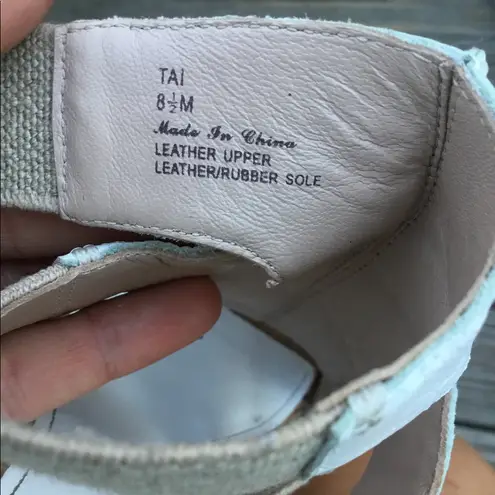 TAI
8½M
Made In China
LEATHER UPPER
LEATHER/RUBBER SOLE